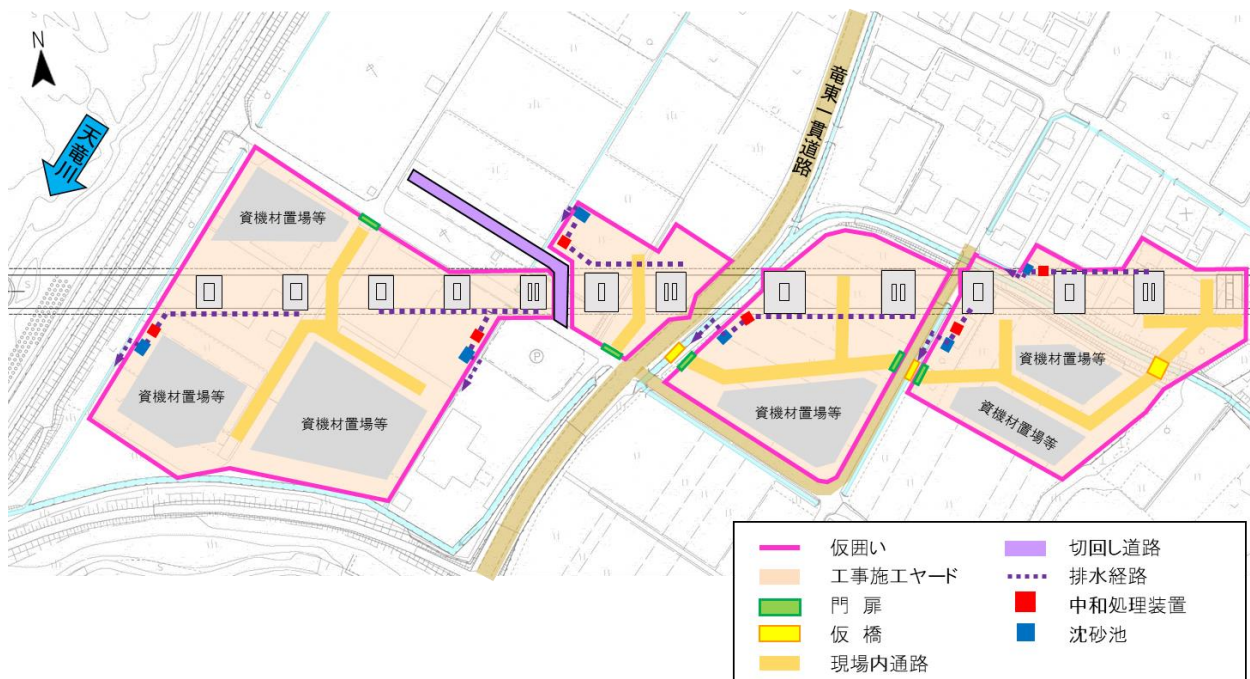 N
天竜川
竜東一貫道路
資機材置場等
資機材置場等
資機材置場等
資機材置場等
資機材置場等
資機材置場等
P
仮囲い
工事施工ヤード
門 扉
仮 橋
現場内通路
切回し道路
排水経路
中和処理装置
沈砂池